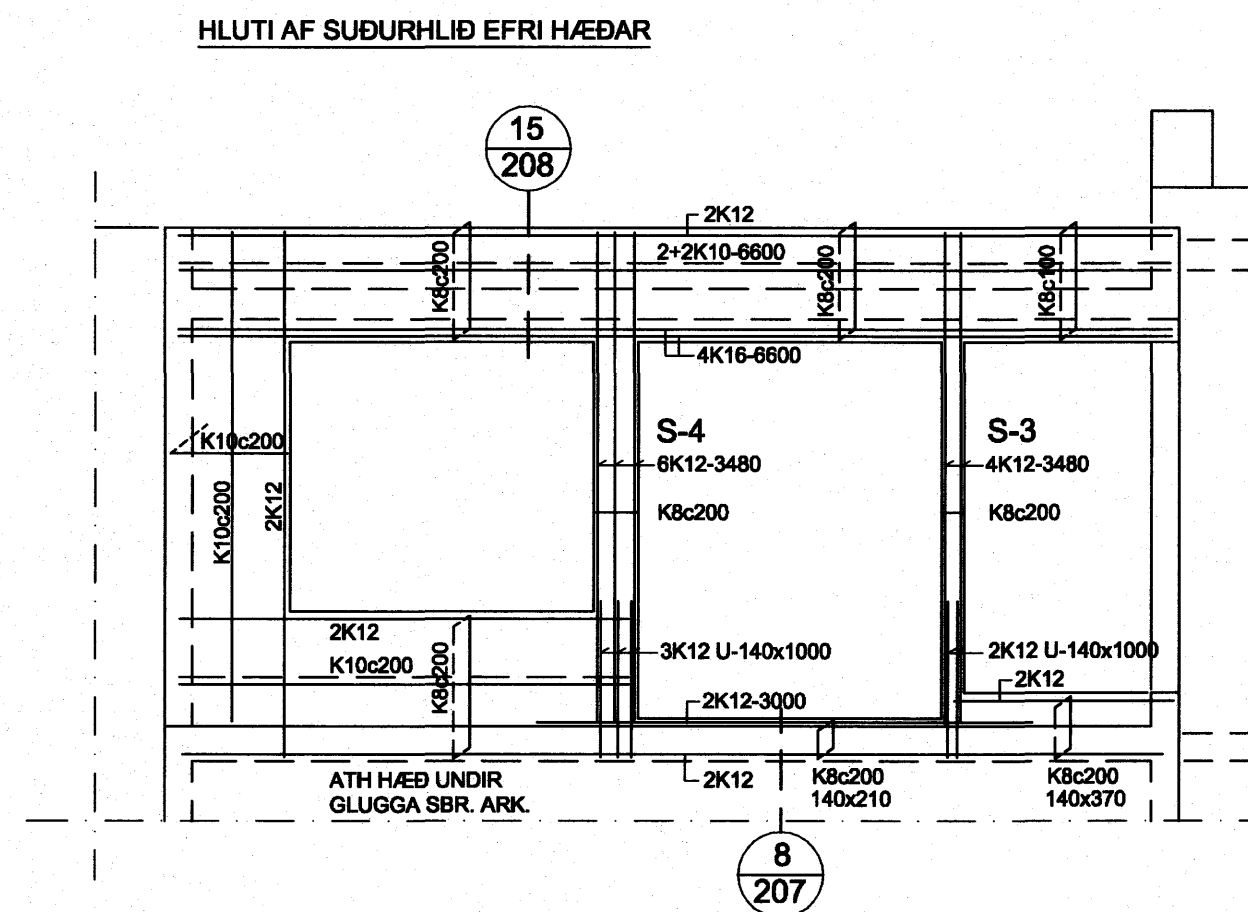 HLUTI AF SUÐURHLIÐ EFRI HÆÐAR
15
208
2K12
2+2K10-6600
K8c200
K8c200
K8c100
4K16-6600
S-4
S-3
K10c200
6K12-3480
4K12-3480
K10c200
2K12
K8c200
K8c200
2K12
K10c200
K8c200
3K12 U-140x1000
2K12 U-140x1000
2K12
2K12-3000
ATH HÆÐ UNDIR
GLUGGA SBR. ARK.
2K12
K8c200
140x210
K8c200
140x370
8
207